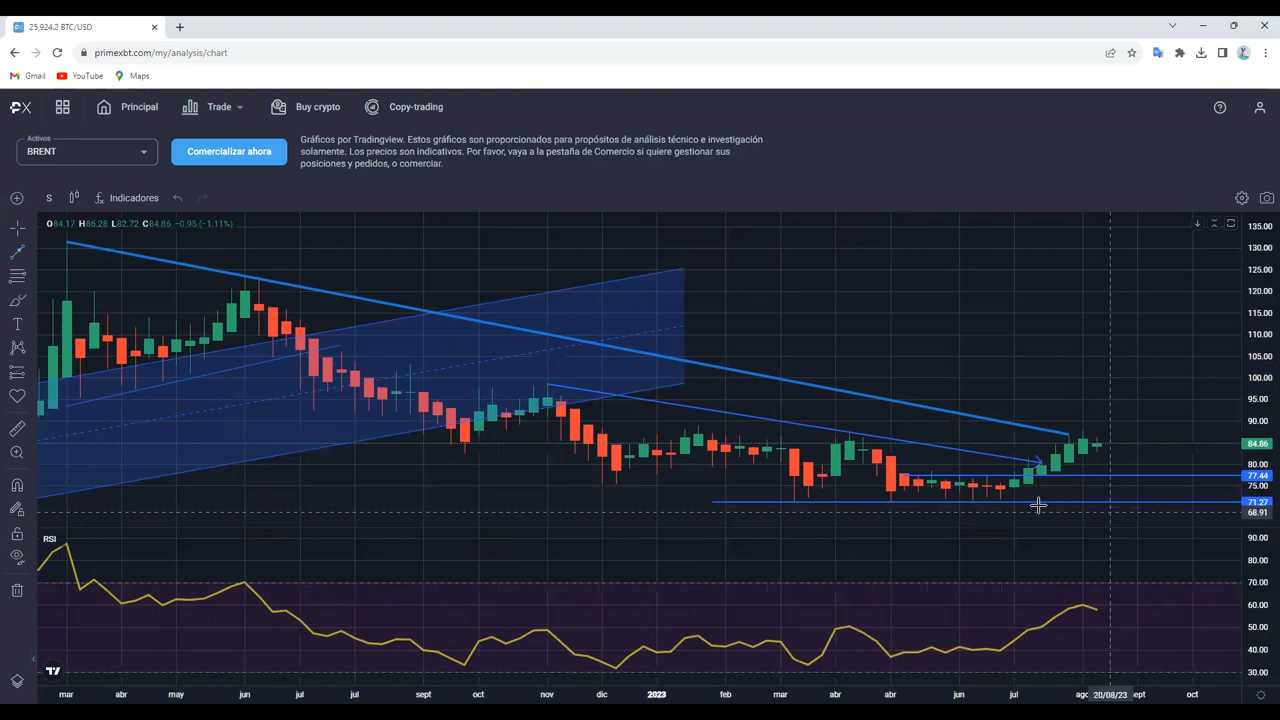 25,924.2 BTC/USD
primexbt.com/my/analysis/chart
Gmail YouTube Maps
PX Principal Trade Buy crypto Copy-trading
Activos
BRENT
Comercializar ahora
Gráficos por Tradingview. Estos gráficos son proporcionados para propósitos de análisis técnico e investigación
solamente. Los precios son indicativos. Por favor, vaya a la pestaña de Comercio si quiere gestionar sus
posiciones y pedidos, o comerciar.
S Indicadores
O84.17 H86.28 L82.72 C84.86 −0.95 (−1.11%)
135.00
130.00
125.00
120.00
115.00
110.00
105.00
100.00
95.00
90.00
84.86
80.00
77.44
75.00
71.27
68.91
RSI
90.00
80.00
70.00
60.00
50.00
40.00
30.00
mar abr may jun jul jul sept oct nov dic 2023 feb mar abr abr jun jul ago 20/08/23 ept oct